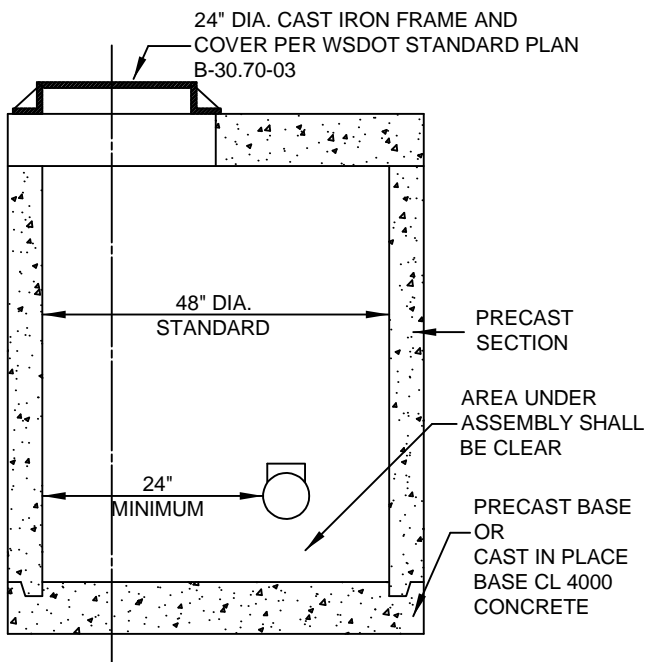 24" DIA. CAST IRON FRAME AND
COVER PER WSDOT STANDARD PLAN
B-30.70-03
48" DIA.
STANDARD
PRECAST
SECTION
AREA UNDER
ASSEMBLY SHALL
BE CLEAR
24"
MINIMUM
PRECAST BASE
OR
CAST IN PLACE
BASE CL 4000
CONCRETE